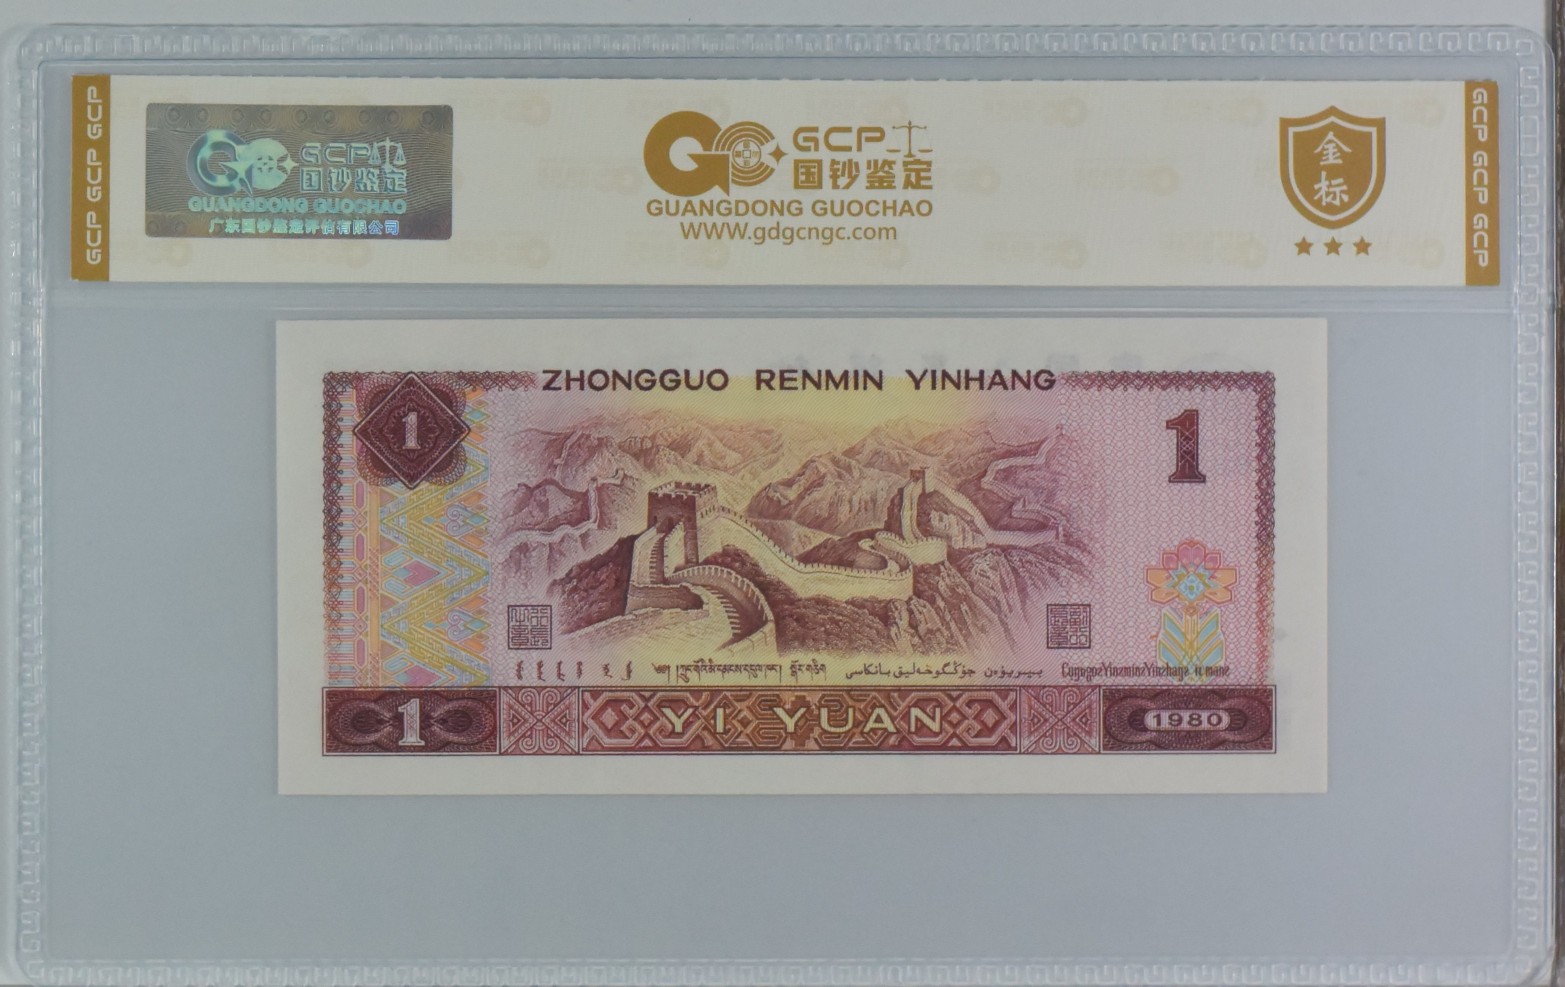 GCP GCP GCP
GCP
国钞鉴定
GUANGDONG GUOCHAO
广东国钞鉴定评估有限公司
GCP
国钞鉴定
GUANGDONG GUOCHAO
WWW.gdgcngc.com
金标
GCP GCP GCP
ZHONGGUO RENMIN YINHANG
1
1
1
YI YUAN
1980